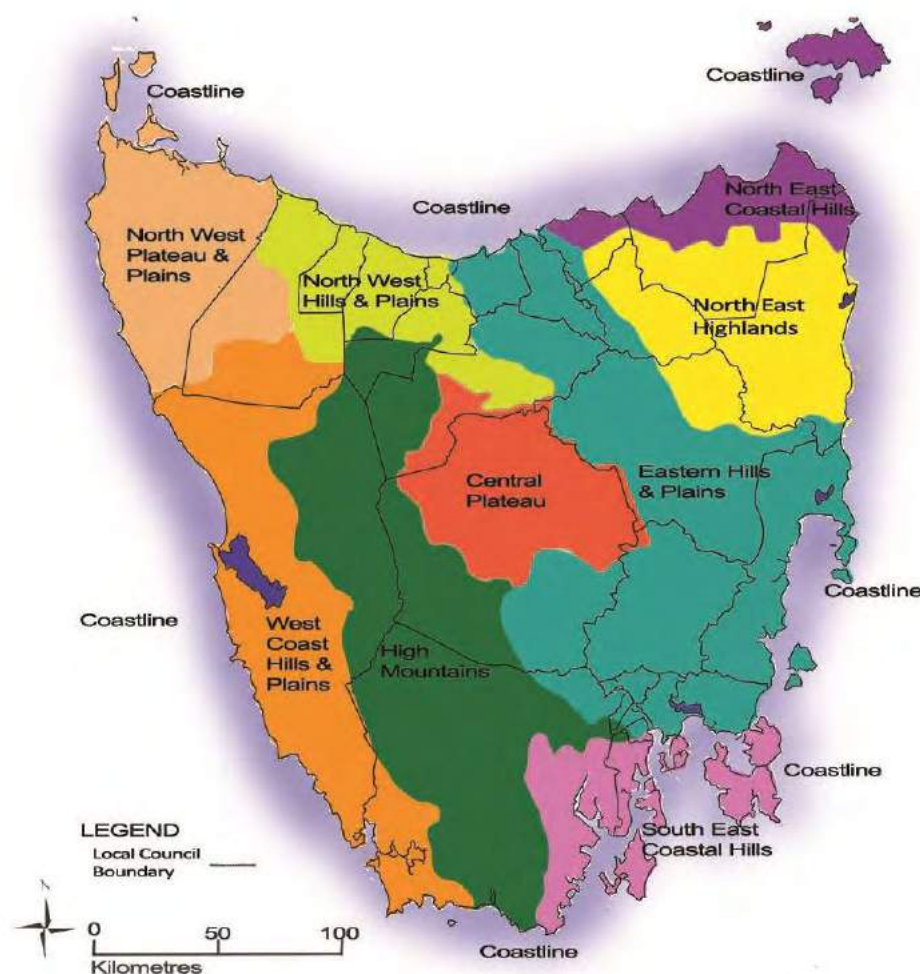 Coastline
Coastline
North East
Coastal Hills
Coastline
North West
Plateau &
Plains
North West
Hills & Plains
North East
Highlands
Central
Plateau
Eastern Hills
& Plains
Coastline
Coastline
West
Coast
Hills &
Plains
High
Mountains
Coastline
South East
Coastal Hills
LEGEND
Local Council
Boundary
N
0 50 100
Kilometres
Coastline